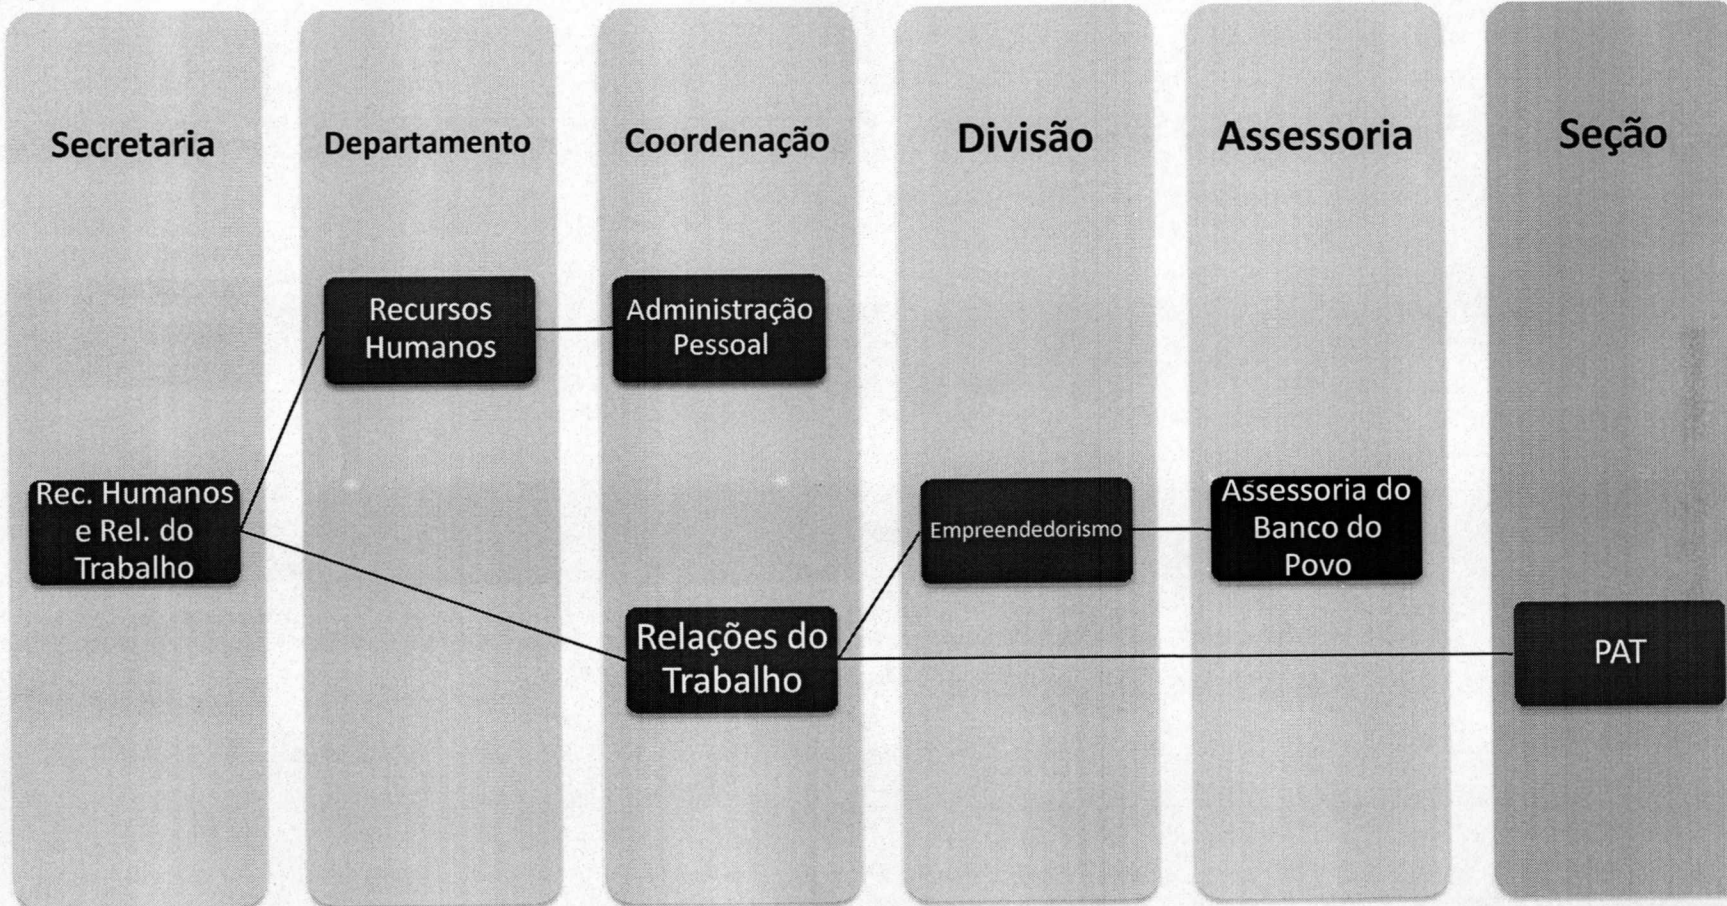 Secretaria
Departamento
Coordenação
Divisão
Assessoria
Seção
Recursos
Humanos
Administração
Pessoal
Rec. Humanos
e Rel. do
Trabalho
Empreendedorismo
Assessoria do
Banco do
Povo
Relações do
Trabalho
PAT